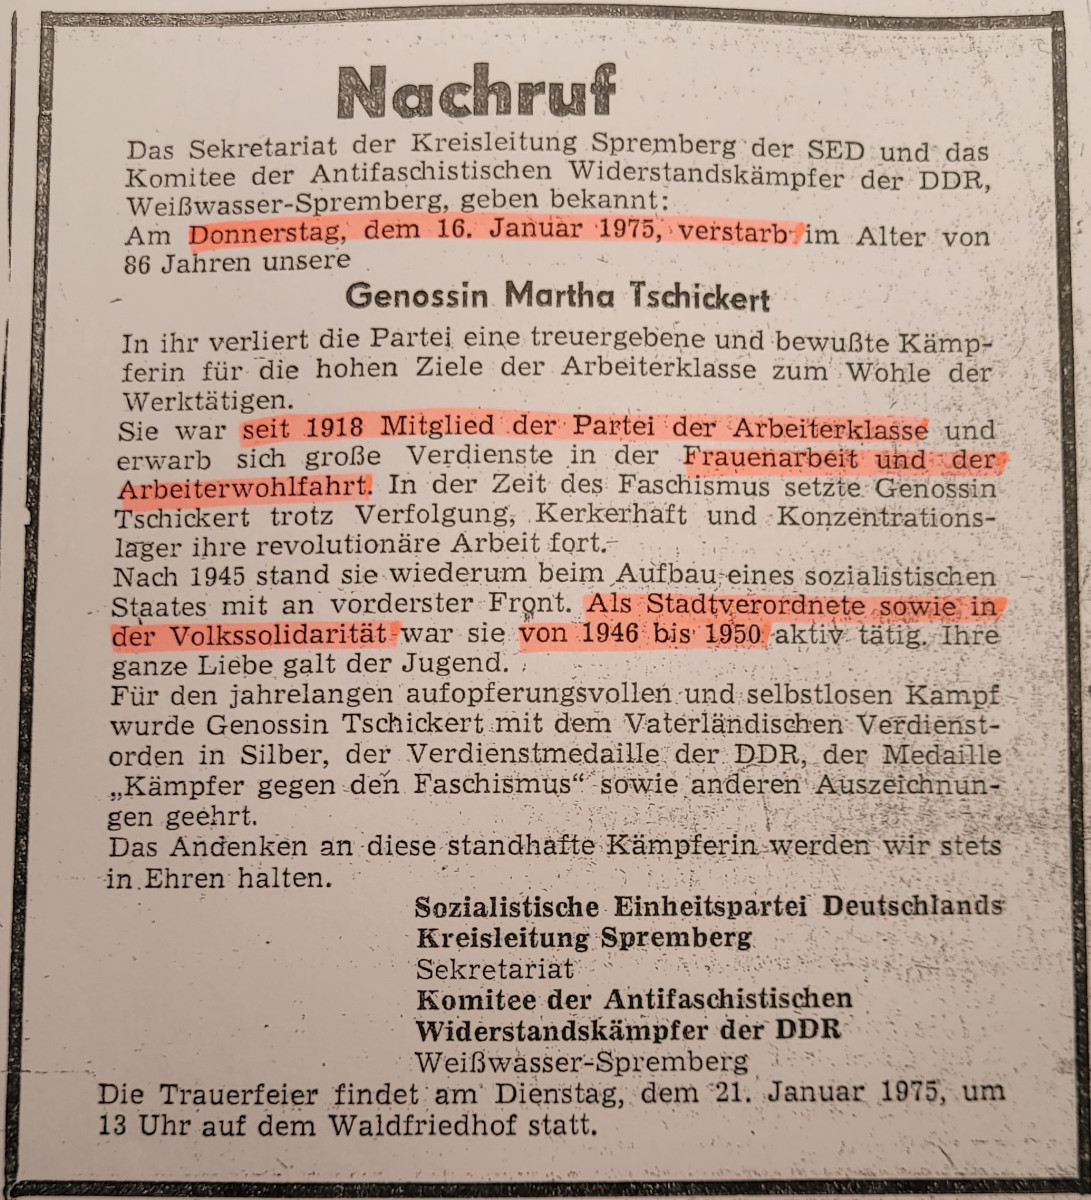 Nachruf
Das Sekretariat der Kreisleitung Spremberg der SED und das
Komitee der Antifaschistischen Widerstandskämpfer der DDR,
Weißwasser-Spremberg, geben bekannt:
Am Donnerstag, dem 16. Januar 1975, verstarb im Alter von
86 Jahren unsere
Genossin Martha Tschickert
In ihr verliert die Partei eine treuergebene und bewußte Kämp-
ferin für die hohen Ziele der Arbeiterklasse zum Wohle der
Werktätigen.
Sie war seit 1918 Mitglied der Partei der Arbeiterklasse und
erwarb sich große Verdienste in der Frauenarbeit und der
Arbeiterwohlfahrt. In der Zeit des Faschismus setzte Genossin
Tschickert trotz Verfolgung, Kerkerhaft und Konzentrations-
lager ihre revolutionäre Arbeit fort.
Nach 1945 stand sie wiederum beim Aufbau eines sozialistischen
Staates mit an vorderster Front. Als Stadtverordnete sowie in
der Volkssolidarität war sie von 1946 bis 1950 aktiv tätig. Ihre
ganze Liebe galt der Jugend.
Für den jahrelangen aufopferungsvollen und selbstlosen Kampf
wurde Genossin Tschickert mit dem Vaterländischen Verdienst-
orden in Silber, der Verdienstmedaille der DDR, der Medaille
„Kämpfer gegen den Faschismus“ sowie anderen Auszeichnun-
gen geehrt.
Das Andenken an diese standhafte Kämpferin werden wir stets
in Ehren halten.
Sozialistische Einheitspartei Deutschlands
Kreisleitung Spremberg
Sekretariat
Komitee der Antifaschistischen
Widerstandskämpfer der DDR
Weißwasser-Spremberg
Die Trauerfeier findet am Dienstag, dem 21. Januar 1975, um
13 Uhr auf dem Waldfriedhof statt.